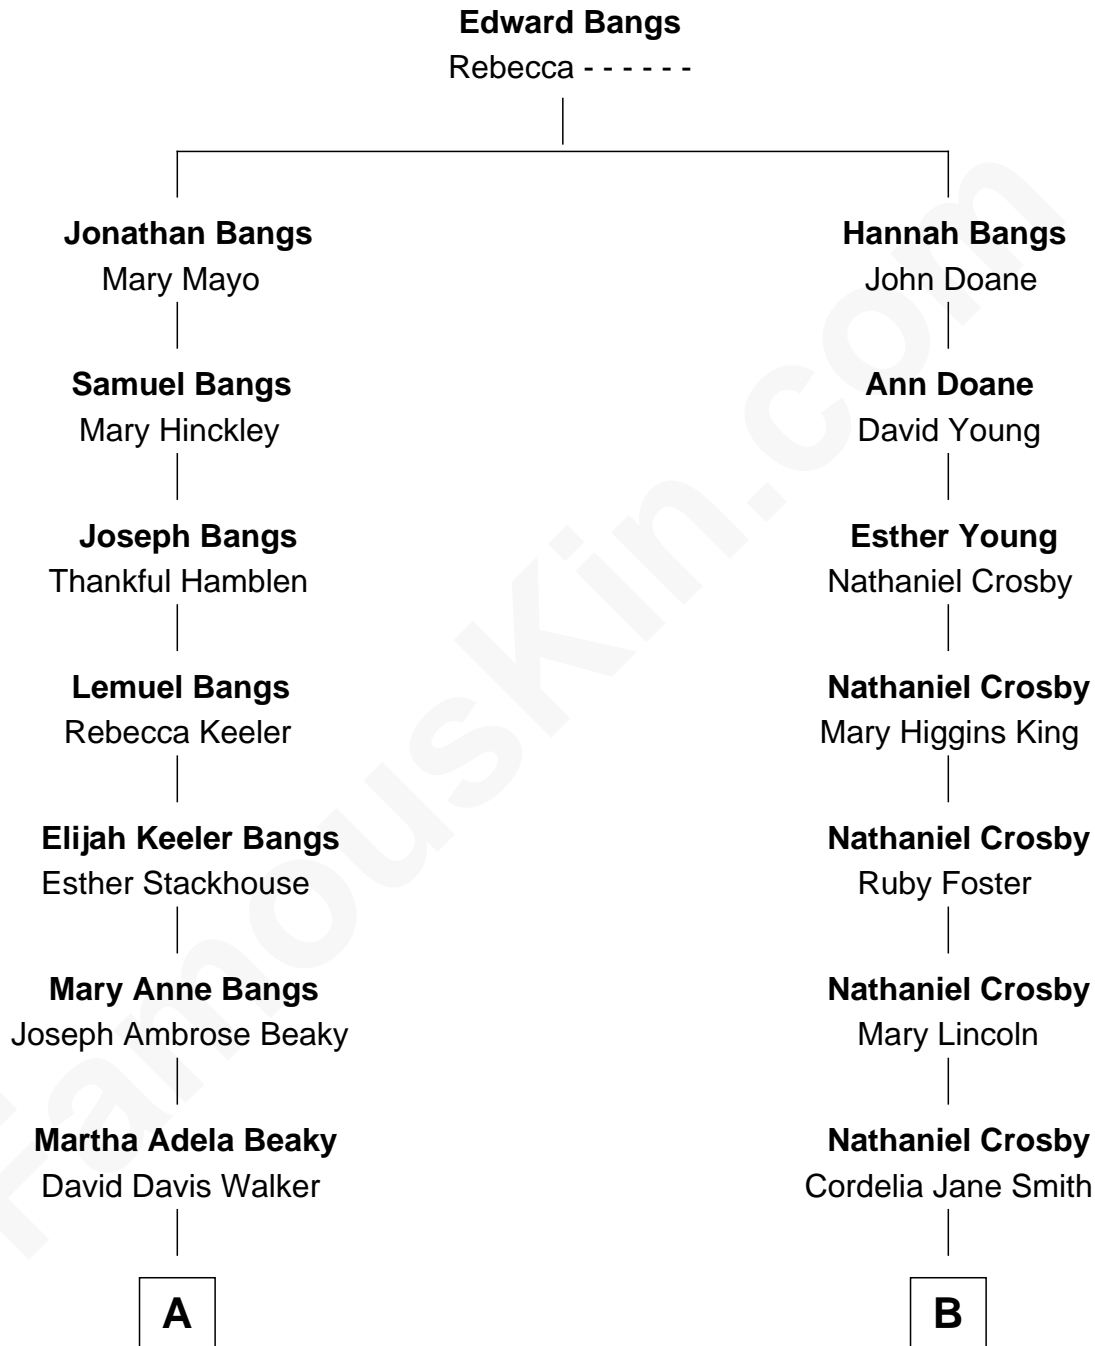 Edward Bangs
Rebecca - - - - - -
Jonathan Bangs
Mary Mayo
Samuel Bangs
Mary Hinckley
Joseph Bangs
Thankful Hamblen
Lemuel Bangs
Rebecca Keeler
Elijah Keeler Bangs
Esther Stackhouse
Mary Anne Bangs
Joseph Ambrose Beaky
Martha Adela Beaky
David Davis Walker
A
Hannah Bangs
John Doane
Ann Doane
David Young
Esther Young
Nathaniel Crosby
Nathaniel Crosby
Mary Higgins King
Nathaniel Crosby
Ruby Foster
Nathaniel Crosby
Mary Lincoln
Nathaniel Crosby
Cordelia Jane Smith
B
FamousKin.com